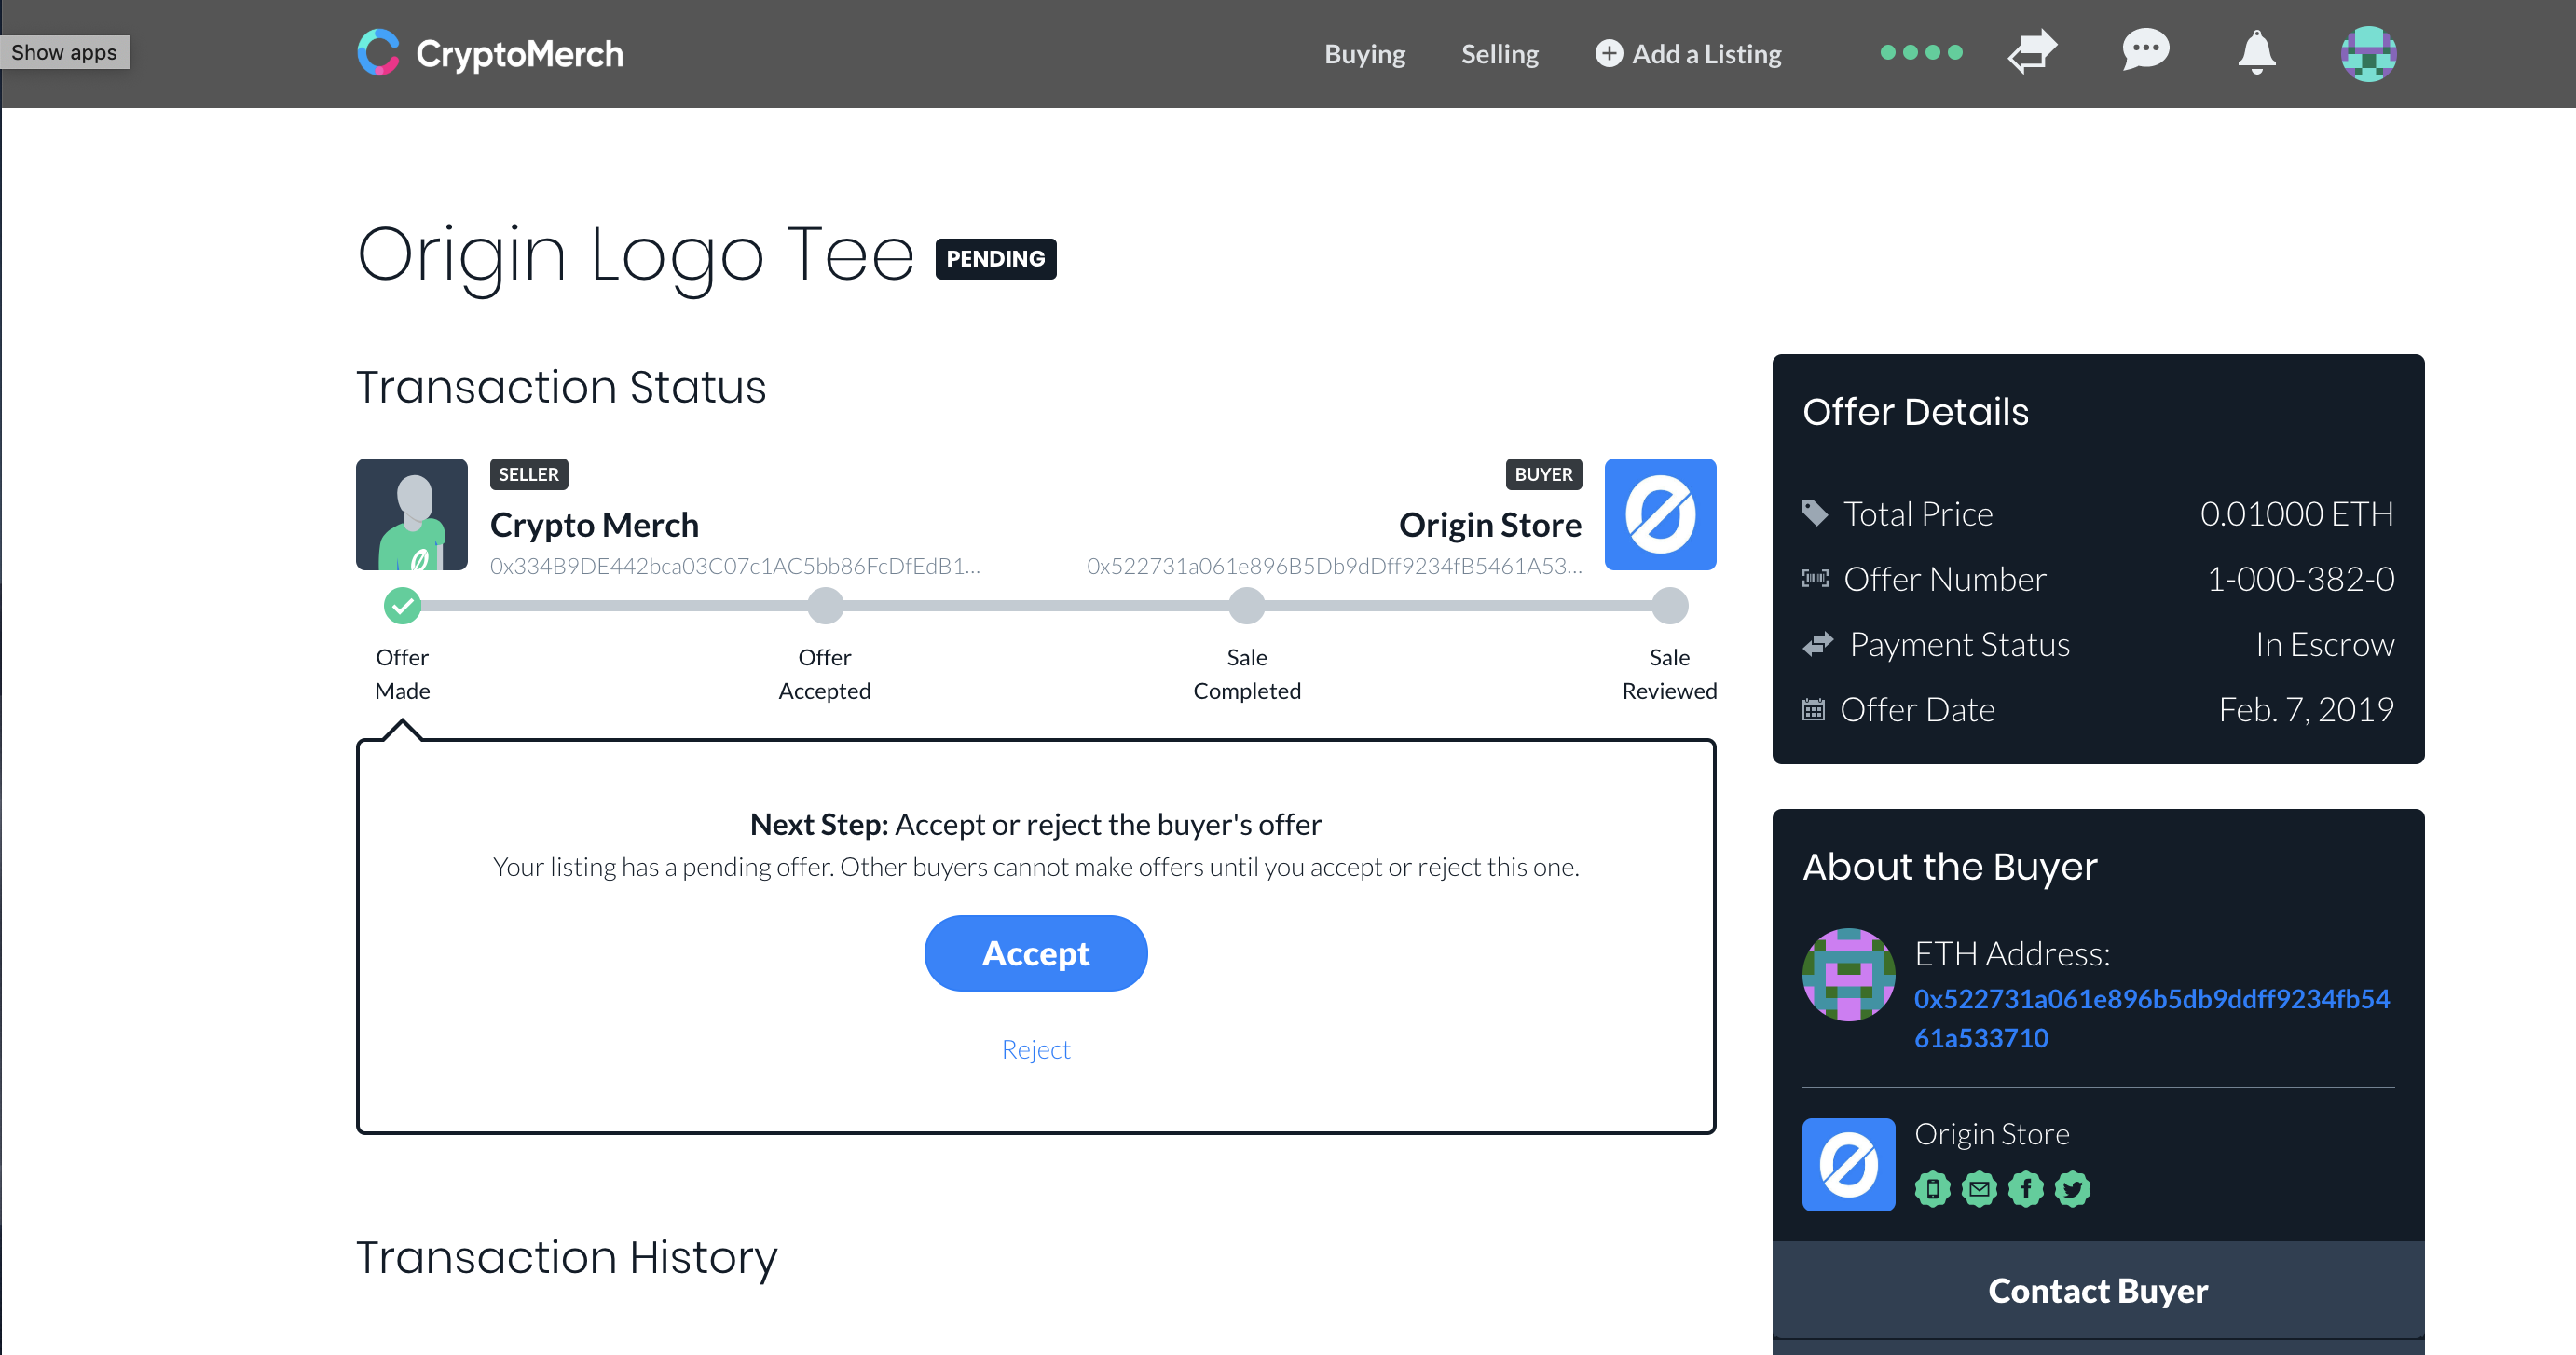 Show apps
CryptoMerch
Buying
Selling
Add a Listing
Origin Logo Tee
PENDING
Transaction Status
SELLER
Crypto Merch
0x334B9DE442bca03C07c1AC5bb86FcDfEdB1...
BUYER
Origin Store
0x522731a061e896B5Db9dDff9234fB5461A53...
Offer
Made
Offer
Accepted
Sale
Completed
Sale
Reviewed
Next Step: Accept or reject the buyer's offer
Your listing has a pending offer. Other buyers cannot make offers until you accept or reject this one.
Accept
Reject
Transaction History
Offer Details
Total Price 0.01000 ETH
Offer Number 1-000-382-0
Payment Status In Escrow
Offer Date Feb. 7, 2019
About the Buyer
ETH Address:
0x522731a061e896b5db9ddff9234fb54
61a533710
Origin Store
Contact Buyer